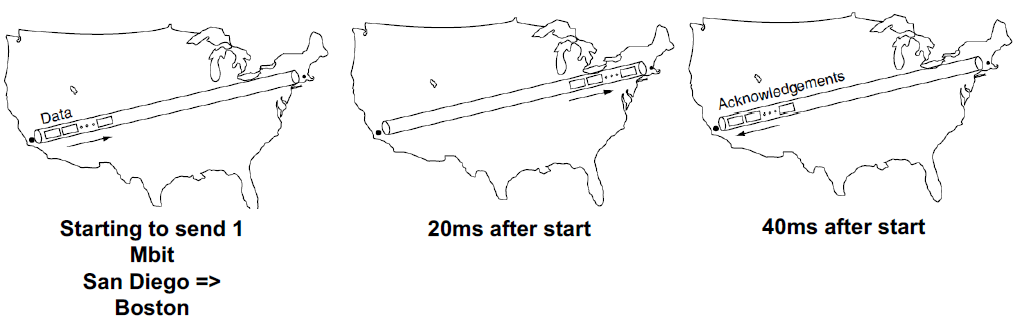 Data
Starting to send 1
Mbit
San Diego =>
Boston
20ms after start
Acknowledgements
40ms after start